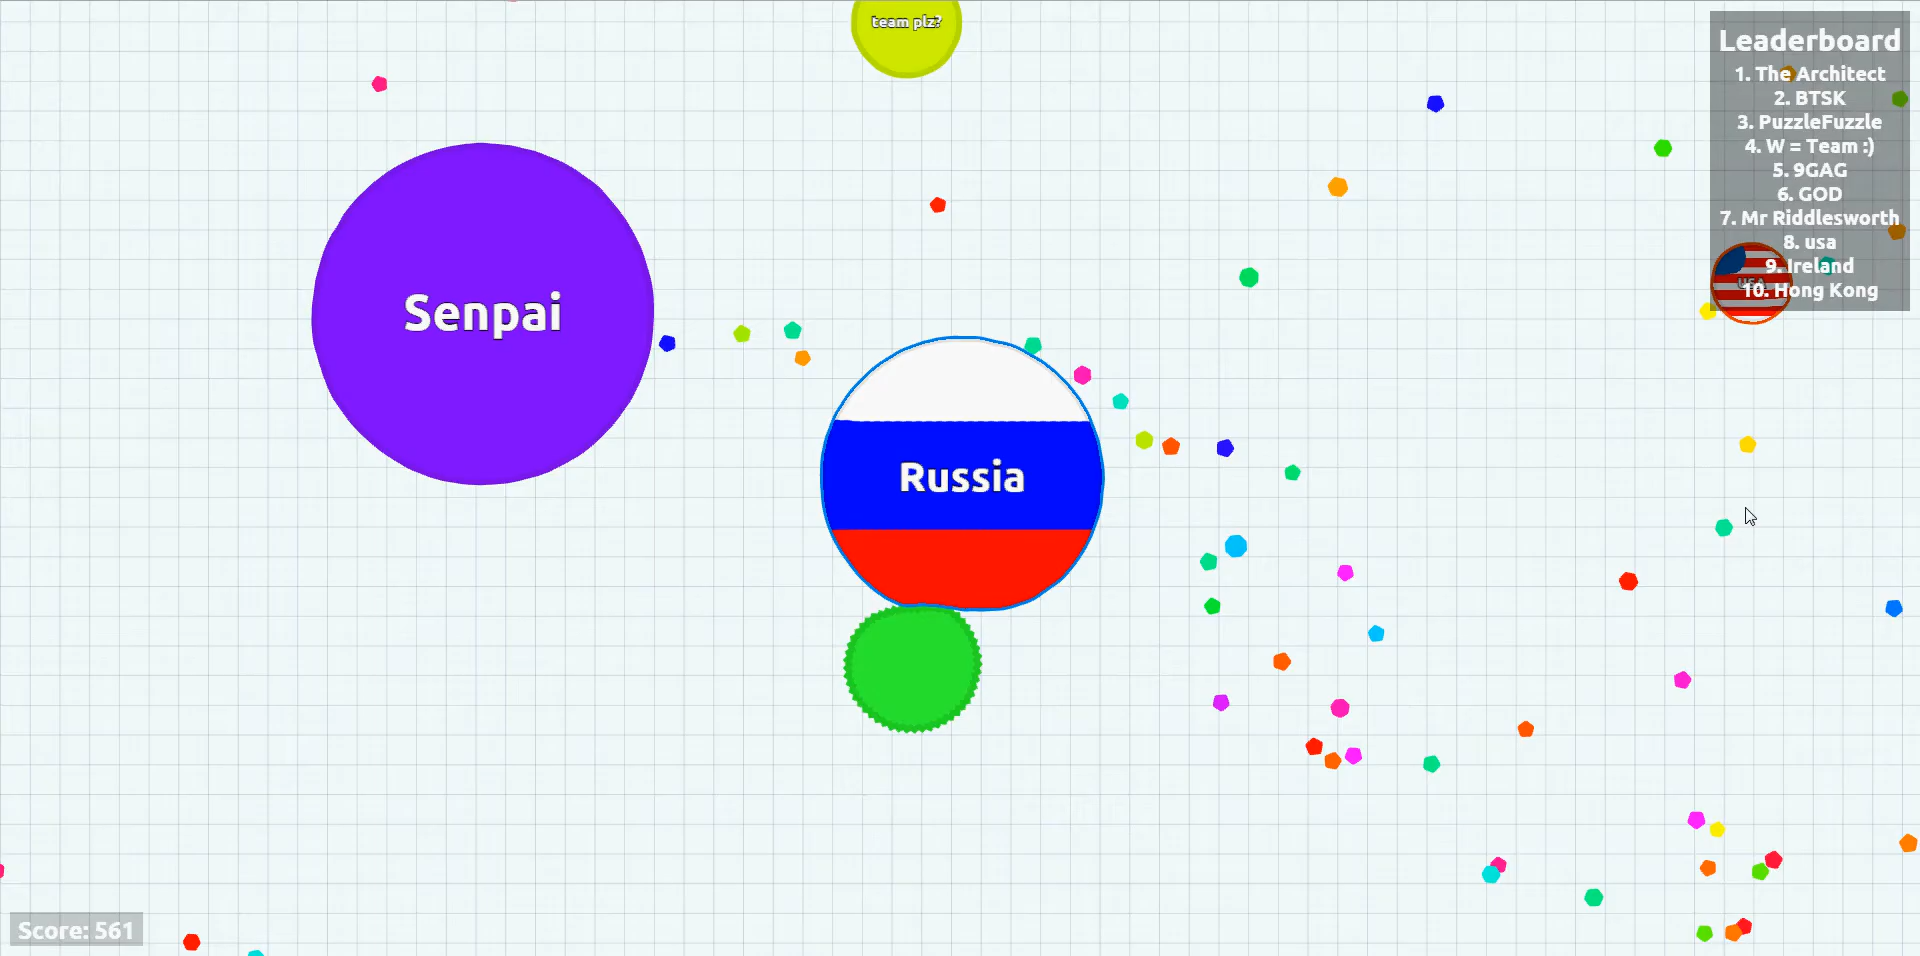 team plz?
Leaderboard
1. The Architect
2. BTSK
3. PuzzleFuzzle
4. W = Team :)
5. 9GAG
6. GOD
7. Mr Riddlesworth
8. usa
9. Ireland
10. Hong Kong
USA
Senpai
Russia
Score: 561